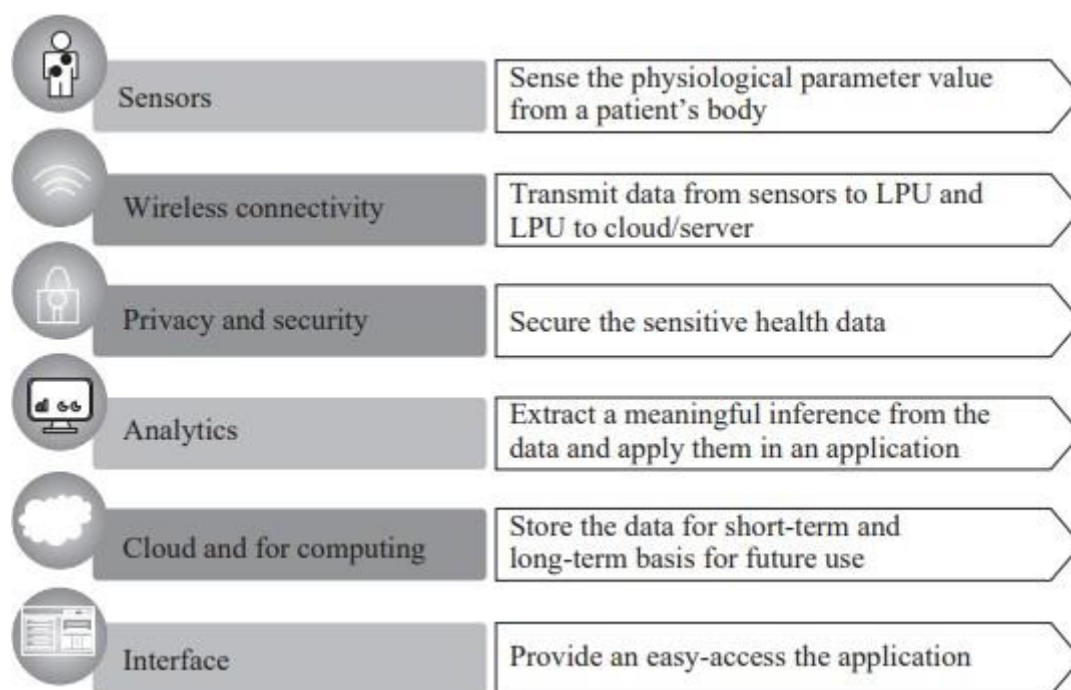 Sensors
Sense the physiological parameter value
from a patient's body
Wireless connectivity
Transmit data from sensors to LPU and
LPU to cloud/server
Privacy and security
Secure the sensitive health data
Analytics
Extract a meaningful inference from the
data and apply them in an application
Cloud and for computing
Store the data for short-term and
long-term basis for future use
Interface
Provide an easy-access the application